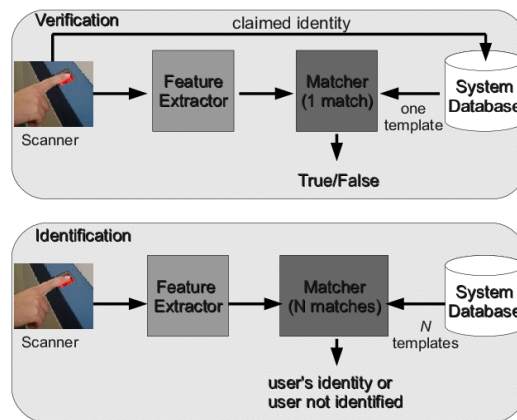 Verification
claimed identity
Scanner
Feature
Extractor
Matcher
(1 match)
one
template
System
Database
True/False
Identification
Scanner
Feature
Extractor
Matcher
(N matches)
N
templates
System
Database
user's identity or
user not identified